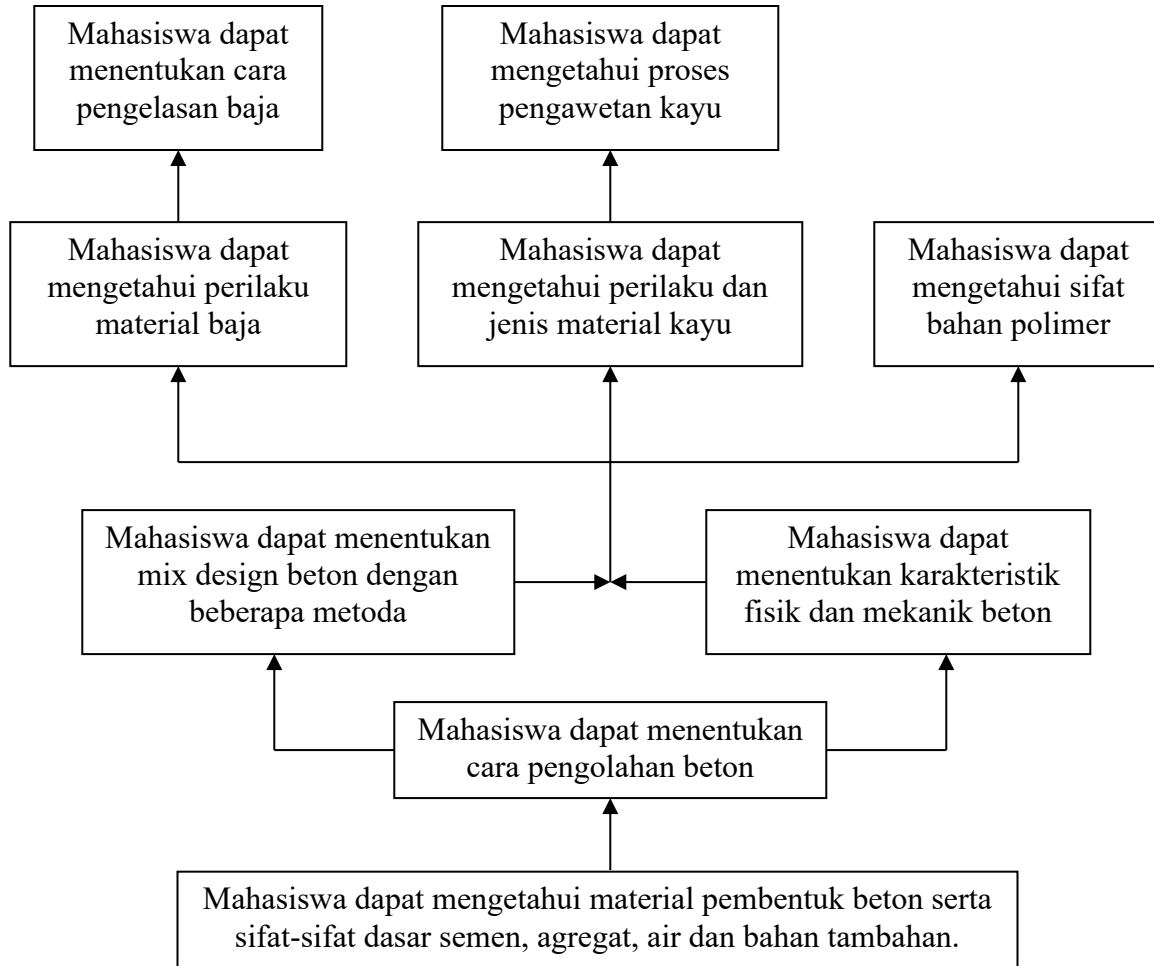 Mahasiswa dapat
menentukan cara
pengelasan baja
Mahasiswa dapat
mengetahui proses
pengawetan kayu
Mahasiswa dapat
mengetahui perilaku
material baja
Mahasiswa dapat
mengetahui perilaku dan
jenis material kayu
Mahasiswa dapat
mengetahui sifat
bahan polimer
Mahasiswa dapat menentukan
mix design beton dengan
beberapa metoda
Mahasiswa dapat
menentukan karakteristik
fisik dan mekanik beton
Mahasiswa dapat menentukan
cara pengolahan beton
Mahasiswa dapat mengetahui material pembentuk beton serta
sifat-sifat dasar semen, agregat, air dan bahan tambahan.